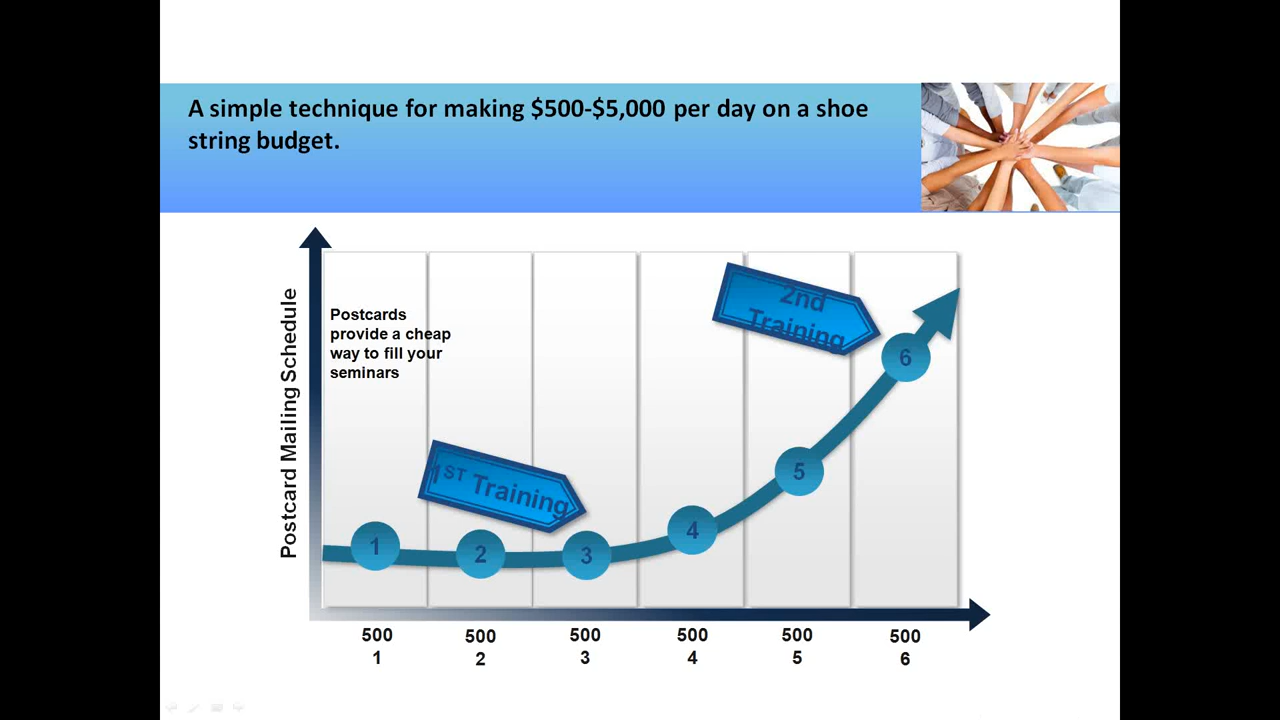 A simple technique for making $500-$5,000 per day on a shoe
string budget.
Postcard Mailing Schedule
Postcards
provide a cheap
way to fill your
seminars
1ST Training
2nd
Training
1
2
3
4
5
6
500
1
500
2
500
3
500
4
500
5
500
6